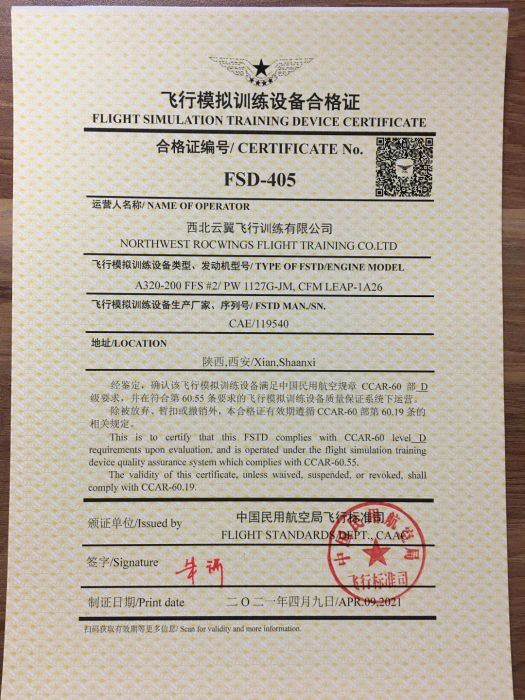 飞行模拟训练设备合格证
FLIGHT SIMULATION TRAINING DEVICE CERTIFICATE
合格证编号/ CERTIFICATE No.
FSD-405
运营人名称/ NAME OF OPERATOR
西北云翼飞行训练有限公司
NORTHWEST ROCWINGS FLIGHT TRAINING CO.LTD
飞行模拟训练设备类型、发动机型号/ TYPE OF FSTD/ENGINE MODEL
A320-200 FFS #2/ PW 1127G-JM, CFM LEAP-1A26
飞行模拟训练设备生产厂家、序列号/ FSTD MAN./SN.
CAE/119540
地址/LOCATION
陕西,西安/Xian,Shaanxi
经鉴定，确认该飞行模拟训练设备满足中国民用航空规章 CCAR-60 部 D
级要求，并在符合第 60.55 条要求的飞行模拟训练设备质量保证系统下运营。
除被放弃、暂扣或撤销外，本合格证有效期遵循 CCAR-60 部第 60.19 条的
相关规定。
This is to certify that this FSTD complies with CCAR-60 level D
requirements upon evaluation, and is operated under the flight simulation training
device quality assurance system which complies with CCAR-60.55.
The validity of this certificate, unless waived, suspended, or revoked, shall
comply with CCAR-60.19.
颁证单位/Issued by
中国民用航空局飞行标准司
FLIGHT STANDARDS DEPT., CAAC
中国民用航空局
飞行标准司
签字/Signature
制证日期/Print date
二〇二一年四月九日/APR.09,2021
扫码获取有效期等更多信息/ Scan for validity and more information.